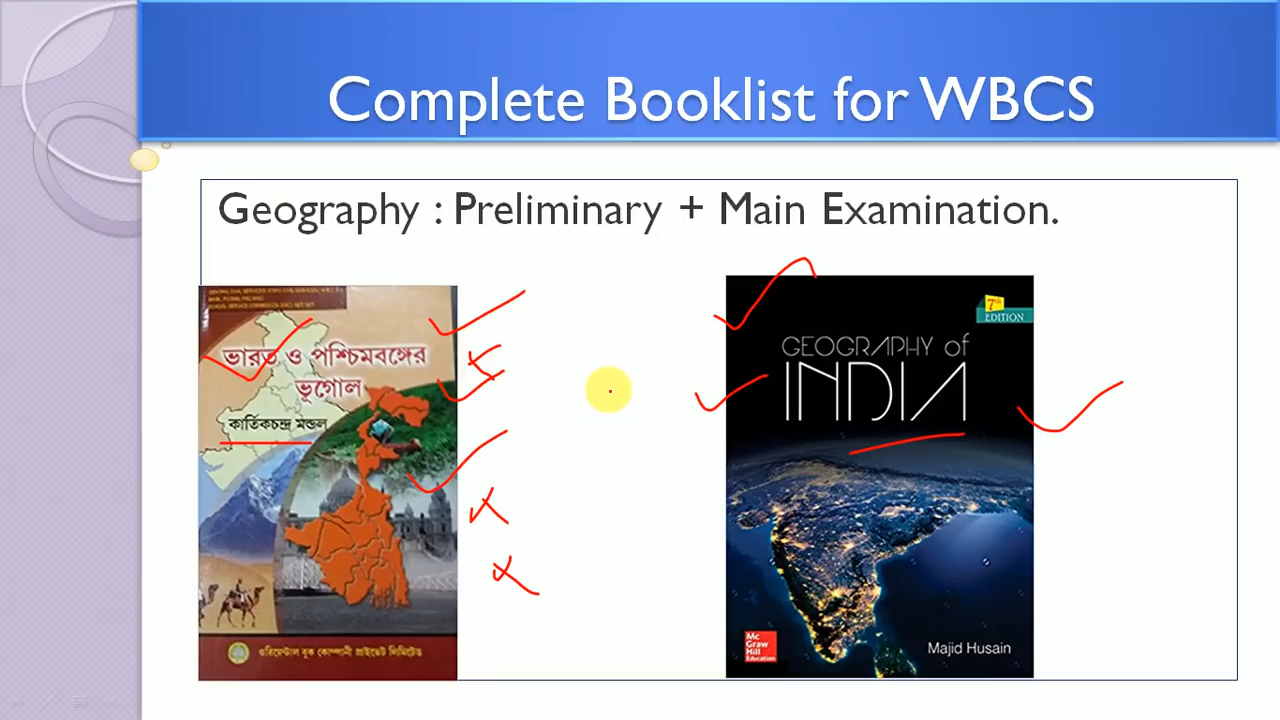 Complete Booklist for WBCS
Geography : Preliminary + Main Examination.
ভারত ও পশ্চিমবঙ্গের
ভূগোল
কার্তিকচন্দ্র মন্ডল
ওরিয়েন্টাল বুক কোম্পানী প্রাইভেট লিমিটেড
7th
EDITION
GEOGRAPHY of
INDIA
Mc
Graw
Hill
Education
Majid Husain